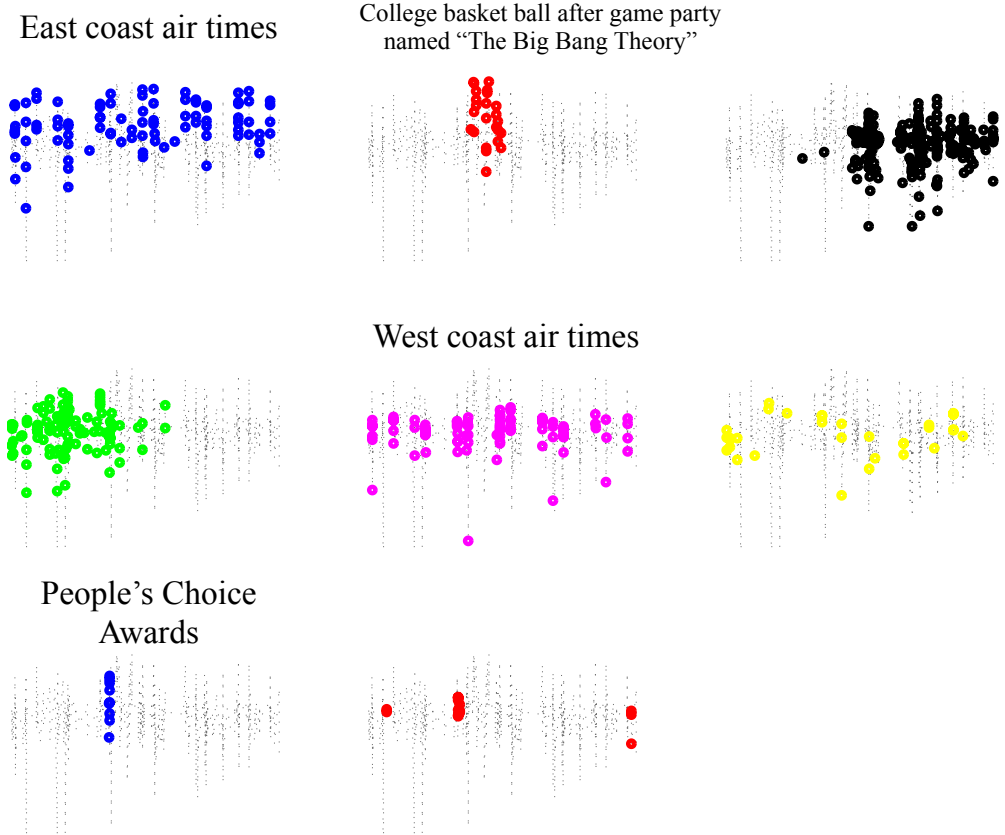 East coast air times
College basket ball after game party
named “The Big Bang Theory”
West coast air times
People’s Choice
Awards